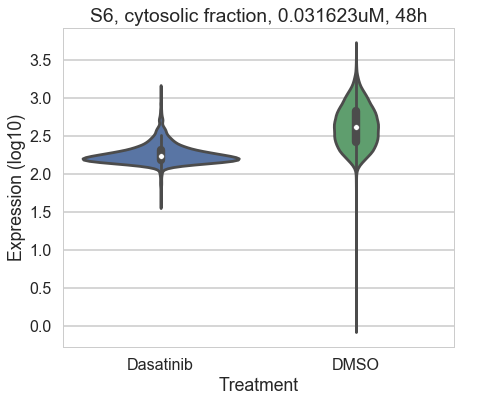 S6, cytosolic fraction, 0.031623uM, 48h
Expression (log10)
3.5
3.0
2.5
2.0
1.5
1.0
0.5
0.0
Dasatinib DMSO
Treatment